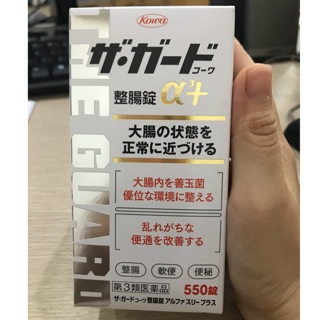 Kowa
ザ・ガード
コーワ
整腸錠 α³+
THE GUARD
大腸の状態を
正常に近づける
大腸内を善玉菌
優位な環境に整える
乱れがちな
便通を改善する
整腸 軟便 便秘
第3類医薬品 550錠
ザ・ガードコーワ整腸錠 アルファ スリープラス